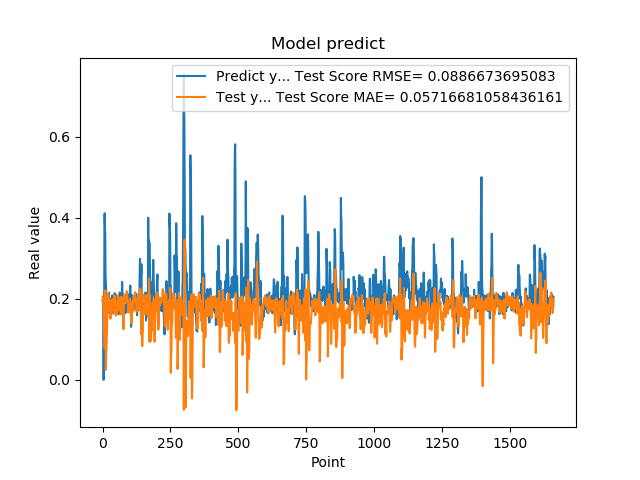 Model predict
Predict y... Test Score RMSE= 0.0886673695083
Test y... Test Score MAE= 0.05716681058436161
Real value
0.6
0.4
0.2
0.0
0 250 500 750 1000 1250 1500
Point